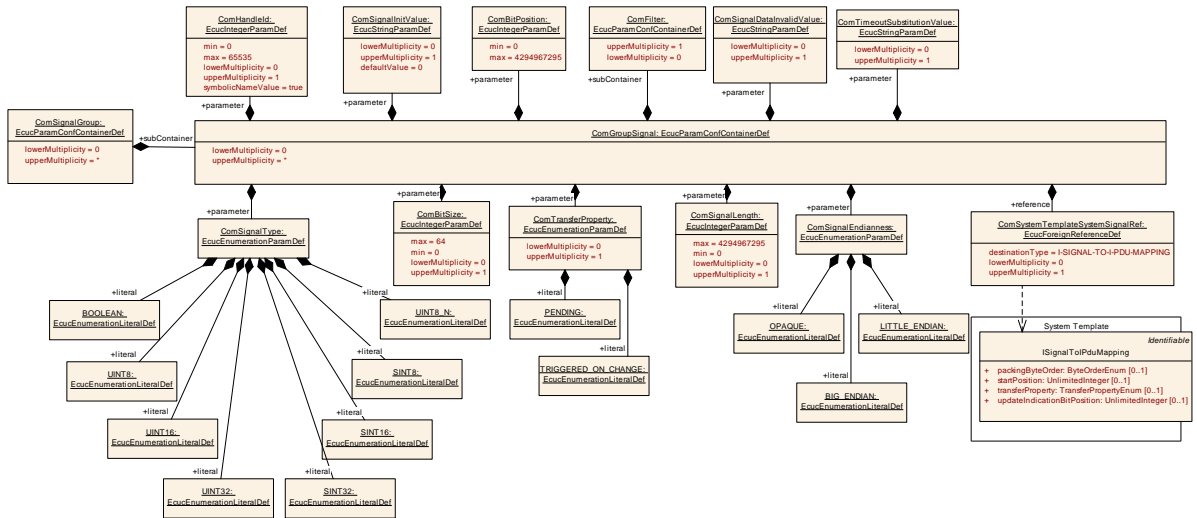 ComHandleId:
EcucIntegerParamDef
min = 0
max = 65535
lowerMultiplicity = 0
upperMultiplicity = 1
symbolicNameValue = true
ComSignalInitValue:
EcucStringParamDef
lowerMultiplicity = 0
upperMultiplicity = 1
defaultValue = 0
ComBitPosition:
EcucIntegerParamDef
min = 0
max = 4294967295
ComFilter:
EcucParamConfContainerDef
upperMultiplicity = 1
lowerMultiplicity = 0
ComSignalDataInvalidValue:
EcucStringParamDef
lowerMultiplicity = 0
upperMultiplicity = 1
ComTimeoutSubstitutionValue:
EcucStringParamDef
lowerMultiplicity = 0
upperMultiplicity = 1
+parameter
+parameter
+parameter
+subContainer
+parameter
+parameter
ComSignalGroup:
EcucParamConfContainerDef
lowerMultiplicity = 0
upperMultiplicity = *
+subContainer
ComGroupSignal: EcucParamConfContainerDef
lowerMultiplicity = 0
upperMultiplicity = *
+parameter
+parameter
+parameter
+parameter
+parameter
+reference
ComSignalType:
EcucEnumerationParamDef
ComBitSize:
EcucIntegerParamDef
max = 64
min = 0
lowerMultiplicity = 0
upperMultiplicity = 1
ComTransferProperty:
EcucEnumerationParamDef
lowerMultiplicity = 0
upperMultiplicity = 1
ComSignalLength:
EcucIntegerParamDef
max = 4294967295
min = 0
lowerMultiplicity = 0
upperMultiplicity = 1
ComSignalEndianness:
EcucEnumerationParamDef
ComSystemTemplateSystemSignalRef:
EcucForeignReferenceDef
destinationType = I-SIGNAL-TO-I-PDU-MAPPING
lowerMultiplicity = 0
upperMultiplicity = 1
+literal
BOOLEAN:
EcucEnumerationLiteralDef
+literal
UINT8_N:
EcucEnumerationLiteralDef
+literal
PENDING:
EcucEnumerationLiteralDef
+literal
OPAQUE:
EcucEnumerationLiteralDef
+literal
LITTLE_ENDIAN:
EcucEnumerationLiteralDef
+literal
UINT8:
EcucEnumerationLiteralDef
+literal
SINT8:
EcucEnumerationLiteralDef
+literal
TRIGGERED_ON_CHANGE:
EcucEnumerationLiteralDef
+literal
BIG_ENDIAN:
EcucEnumerationLiteralDef
System Template
Identifiable
ISignalToIPduMapping
+ packingByteOrder: ByteOrderEnum [0..1]
+ startPosition: UnlimitedInteger [0..1]
+ transferProperty: TransferPropertyEnum [0..1]
+ updateIndicationBitPosition: UnlimitedInteger [0..1]
+literal
UINT16:
EcucEnumerationLiteralDef
+literal
SINT16:
EcucEnumerationLiteralDef
+literal
UINT32:
EcucEnumerationLiteralDef
+literal
SINT32:
EcucEnumerationLiteralDef